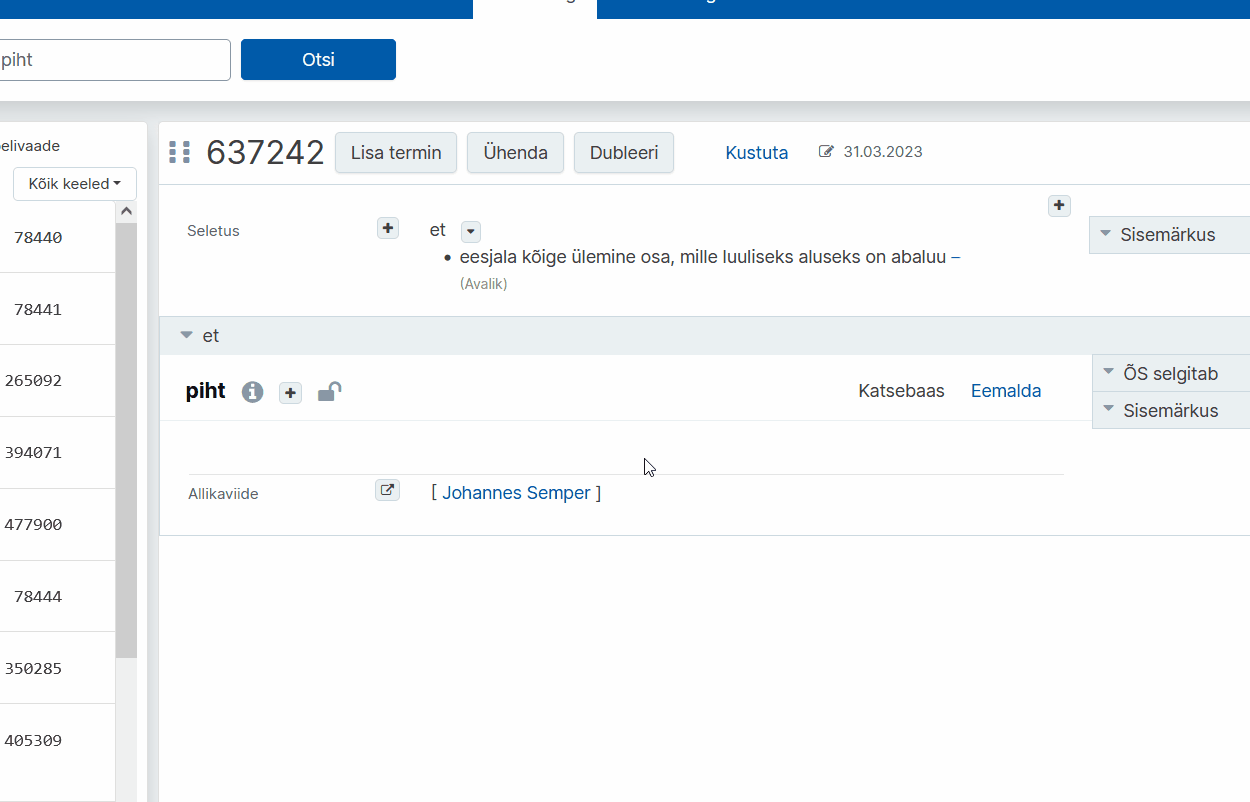 piht
Otsi
elivaade
Kõik keeled
78440
78441
265092
394071
477900
78444
350285
405309
637242 Lisa termin Ühenda Dubleeri Kustuta 31.03.2023
Seletus et
• eesjala kõige ülemine osa, mille luuliseks aluseks on abaluu –
(Avalik)
Sisemärkus
et
piht Katsebaas Eemalda
ÕS selgitab
Sisemärkus
Allikaviide [ Johannes Semper ]